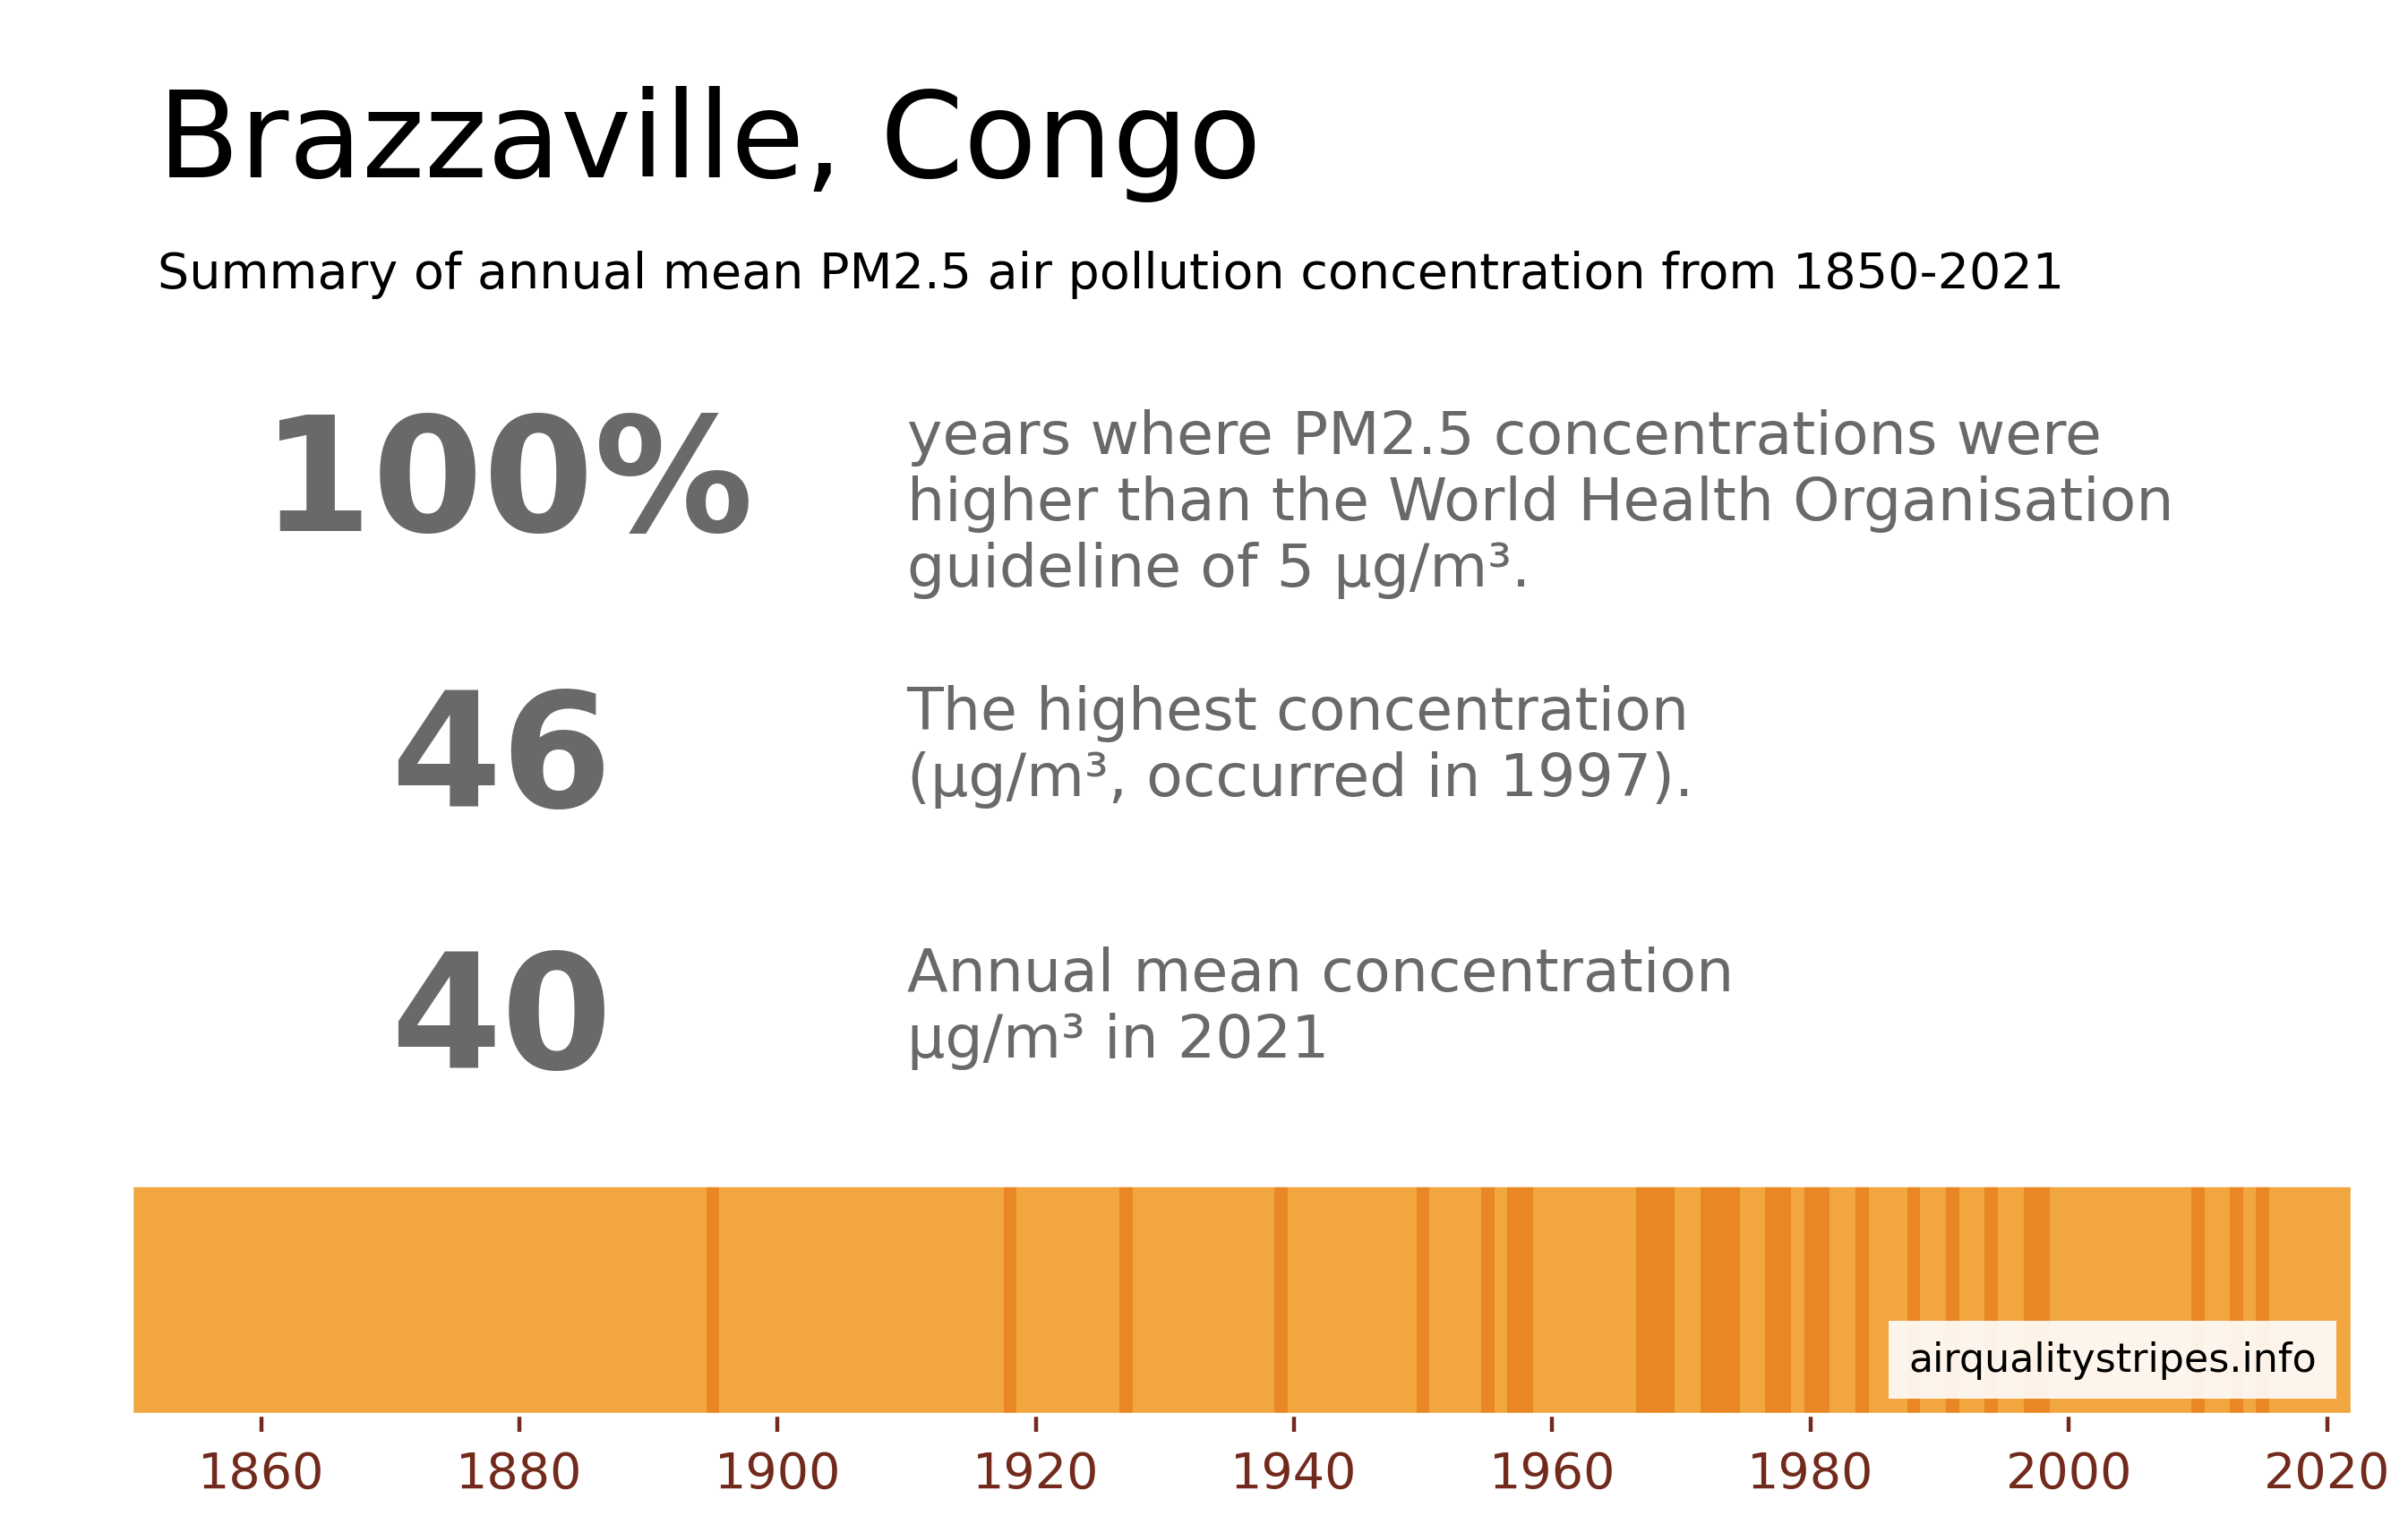 Brazzaville, Congo
Summary of annual mean PM2.5 air pollution concentration from 1850-2021
100%
years where PM2.5 concentrations were
higher than the World Health Organisation
guideline of 5 µg/m³.
46
The highest concentration
(µg/m³, occurred in 1997).
40
Annual mean concentration
µg/m³ in 2021
airqualitystripes.info
1860 1880 1900 1920 1940 1960 1980 2000 2020